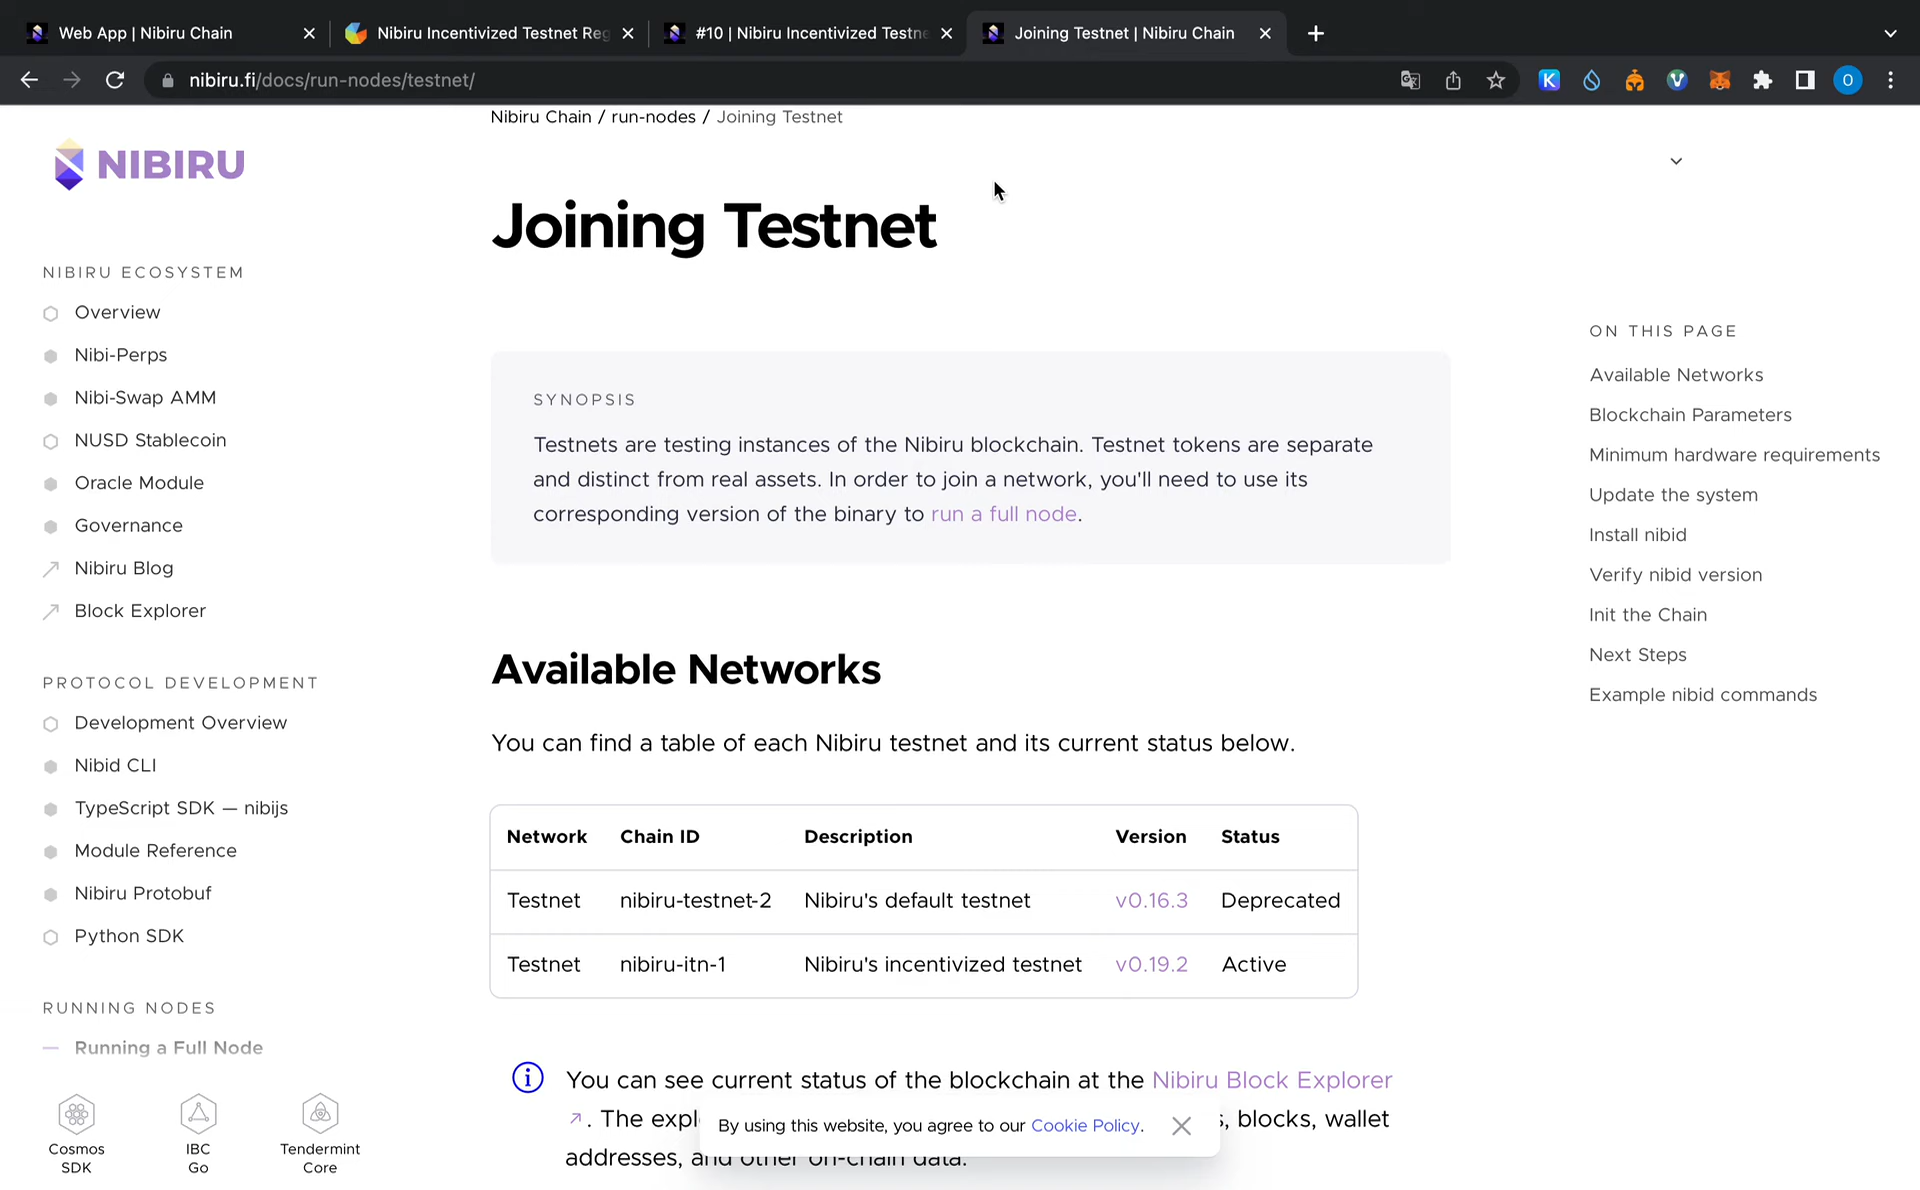 Web App | Nibiru Chain
Nibiru Incentivized Testnet Reg
#10 | Nibiru Incentivized Testne
Joining Testnet | Nibiru Chain
nibiru.fi/docs/run-nodes/testnet/
K
O
Nibiru Chain / run-nodes / Joining Testnet
NIBIRU
Joining Testnet
NIBIRU ECOSYSTEM
Overview
Nibi-Perps
Nibi-Swap AMM
NUSD Stablecoin
Oracle Module
Governance
Nibiru Blog
Block Explorer
PROTOCOL DEVELOPMENT
Development Overview
Nibid CLI
TypeScript SDK — nibijs
Module Reference
Nibiru Protobuf
Python SDK
RUNNING NODES
Running a Full Node
Cosmos
SDK
IBC
Go
Tendermint
Core
SYNOPSIS
Testnets are testing instances of the Nibiru blockchain. Testnet tokens are separate
and distinct from real assets. In order to join a network, you'll need to use its
corresponding version of the binary to run a full node.
Available Networks
You can find a table of each Nibiru testnet and its current status below.
Network Chain ID Description Version Status
Testnet nibiru-testnet-2 Nibiru's default testnet v0.16.3 Deprecated
Testnet nibiru-itn-1 Nibiru's incentivized testnet v0.19.2 Active
You can see current status of the blockchain at the Nibiru Block Explorer
. The expl , blocks, wallet
addresses, and other on-chain data.
By using this website, you agree to our Cookie Policy.
ON THIS PAGE
Available Networks
Blockchain Parameters
Minimum hardware requirements
Update the system
Install nibid
Verify nibid version
Init the Chain
Next Steps
Example nibid commands